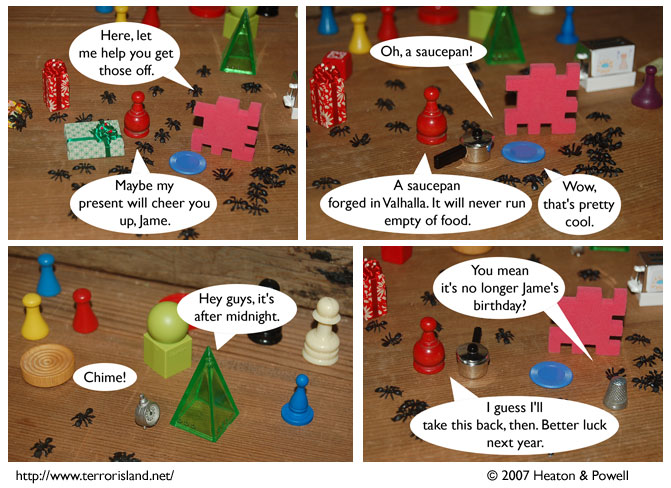 Here, let
me help you get
those off.
Maybe my
present will cheer you
up, Jame.
Oh, a saucepan!
A saucepan
forged in Valhalla. It will never run
empty of food.
Wow,
that's pretty
cool.
Hey guys, it's
after midnight.
Chime!
You mean
it's no longer Jame's
birthday?
I guess I'll
take this back, then. Better luck
next year.
http://www.terrorisland.net/
© 2007 Heaton & Powell